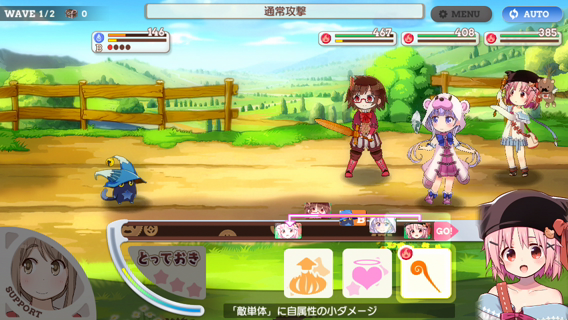 WAVE 1/2 0
通常攻撃
MENU
AUTO
146
B
467
408
385
GO!
とっておき
SUPPORT
「敵単体」に自属性の小ダメージ